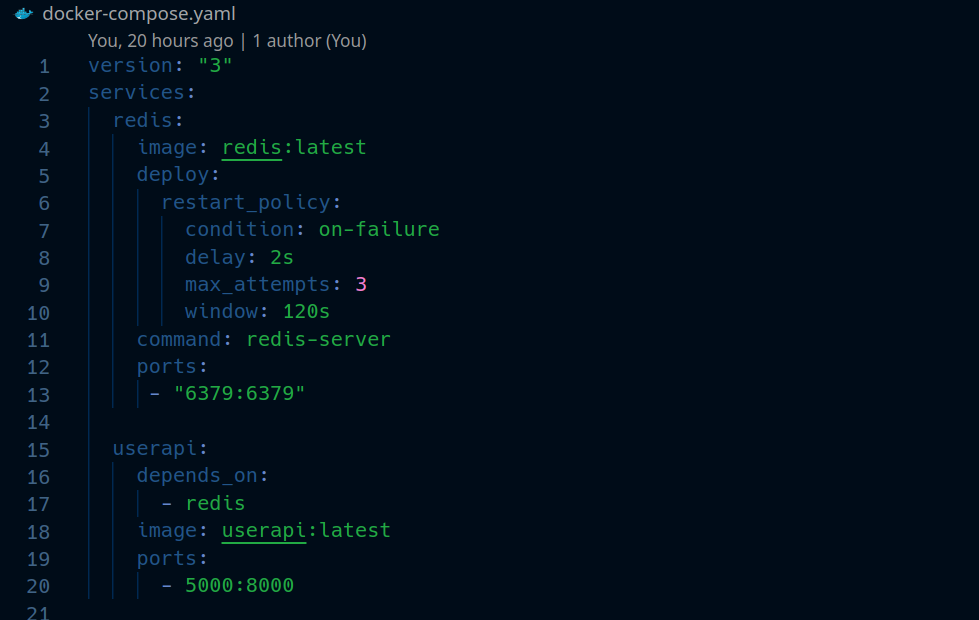 docker-compose.yaml
You, 20 hours ago | 1 author (You)
1 version: "3"
2 services:
3   redis:
4     image: redis:latest
5     deploy:
6       restart_policy:
7         condition: on-failure
8         delay: 2s
9         max_attempts: 3
10         window: 120s
11     command: redis-server
12     ports:
13      - "6379:6379"
14
15   userapi:
16     depends_on:
17       - redis
18     image: userapi:latest
19     ports:
20       - 5000:8000
21